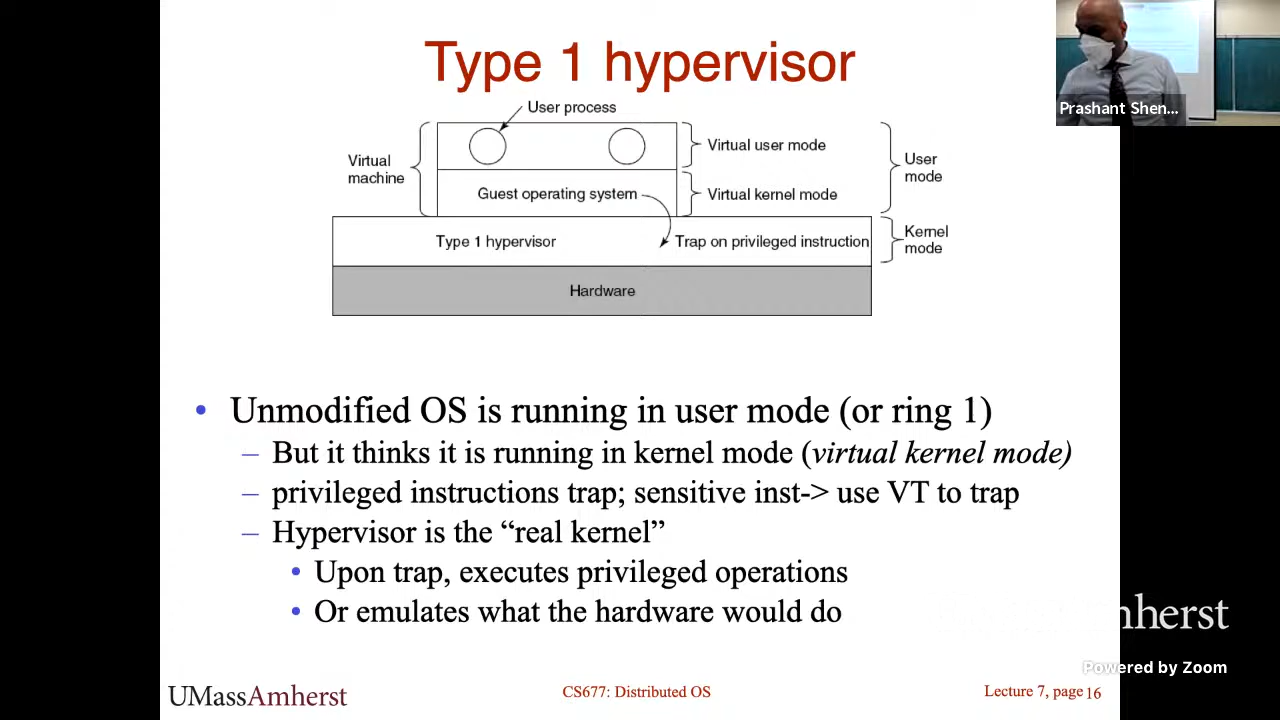 Type 1 hypervisor
Prashant Shen...
User process
Virtual
machine
Virtual user mode
User
mode
Guest operating system
Virtual kernel mode
Type 1 hypervisor
Trap on privileged instruction
Kernel
mode
Hardware
• Unmodified OS is running in user mode (or ring 1)
– But it thinks it is running in kernel mode (virtual kernel mode)
– privileged instructions trap; sensitive inst-> use VT to trap
– Hypervisor is the “real kernel”
• Upon trap, executes privileged operations
• Or emulates what the hardware would do
Powered by Zoom
UMassAmherst
CS677: Distributed OS
Lecture 7, page 16